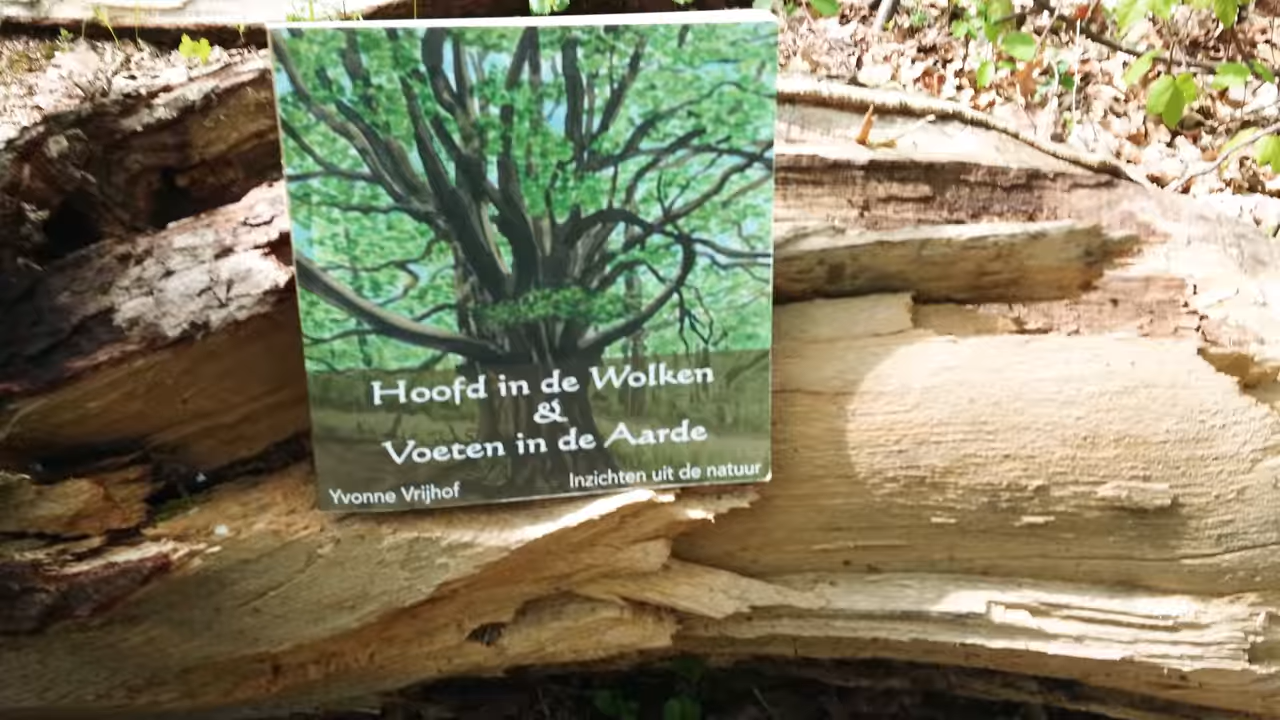 Hoofd in de Wolken
&
Voeten in de Aarde
Inzichten uit de natuur
Yvonne Vrijhof